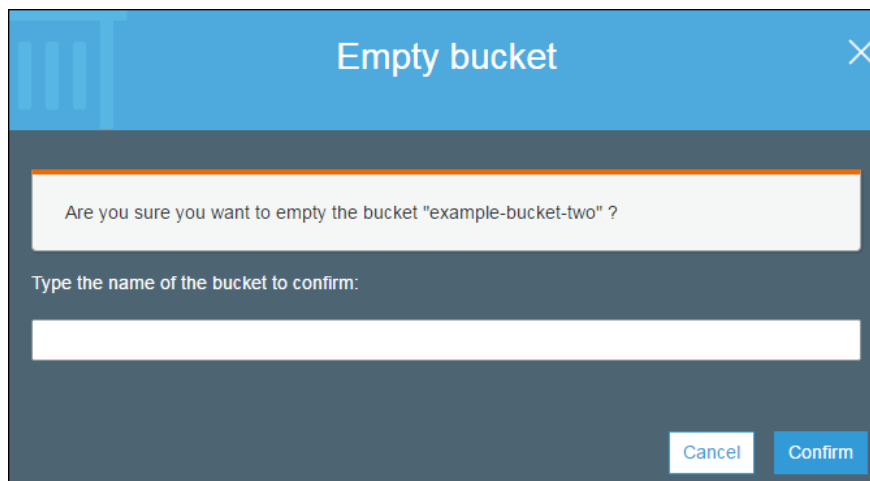 Empty bucket
Are you sure you want to empty the bucket "example-bucket-two" ?
Type the name of the bucket to confirm:
Cancel
Confirm